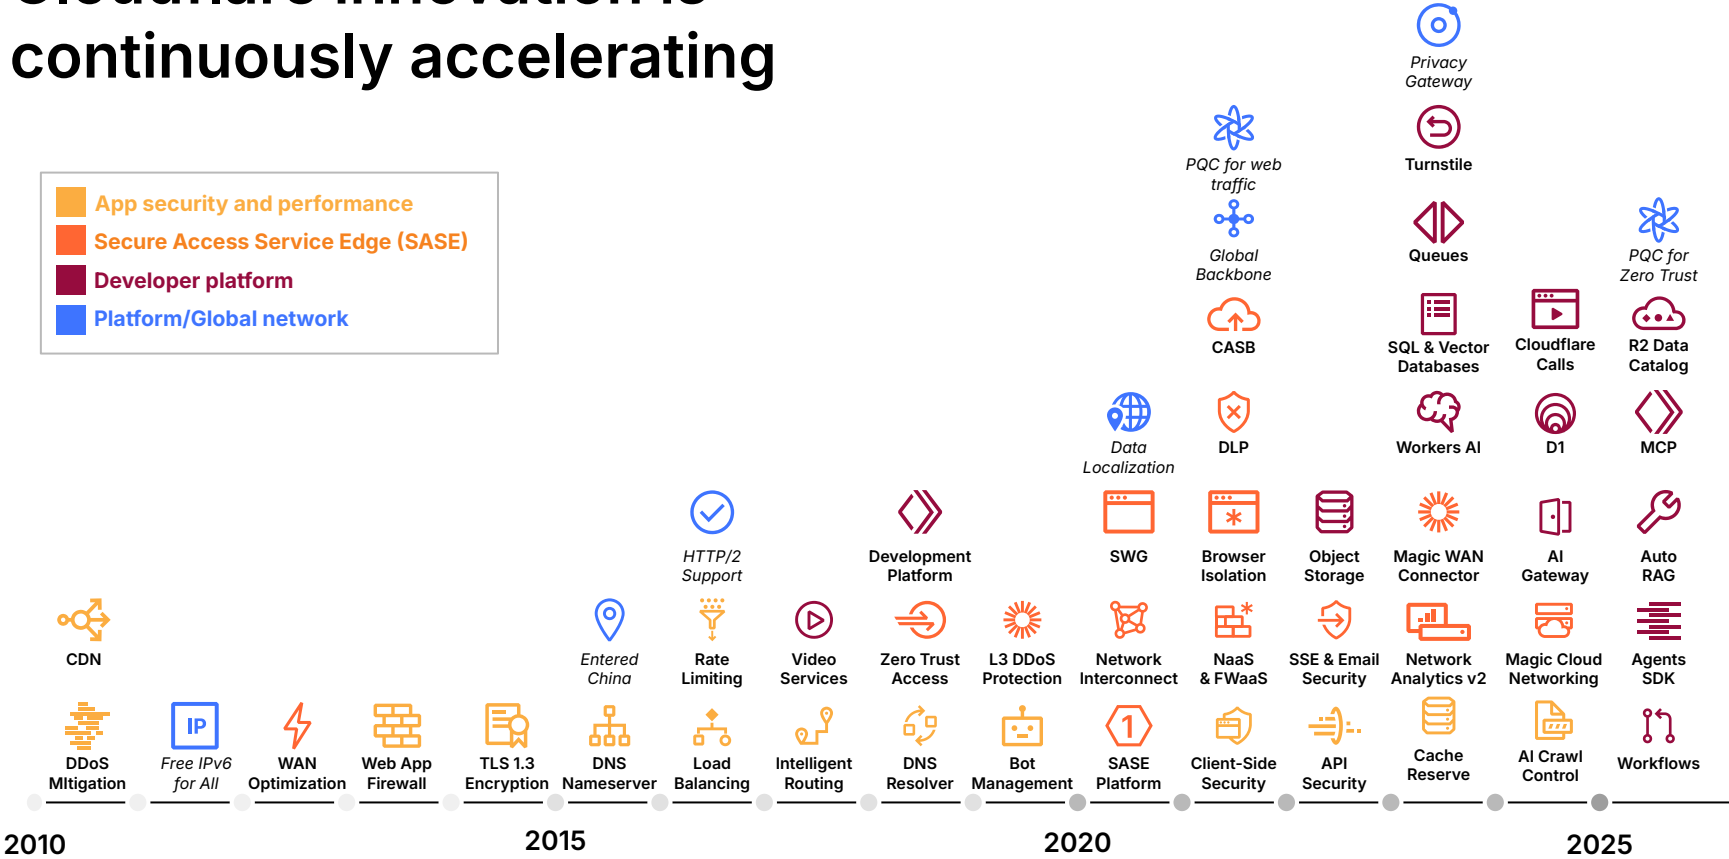 Cloudflare innovation is
continuously accelerating
App security and performance
Secure Access Service Edge (SASE)
Developer platform
Platform/Global network
CDN
DDoS
MItigation
Free IPv6
for All
IP
WAN
Optimization
Web App
Firewall
TLS 1.3
Encryption
Entered
China
DNS
Nameserver
HTTP/2
Support
Rate
Limiting
Load
Balancing
Video
Services
Intelligent
Routing
Development
Platform
Zero Trust
Access
DNS
Resolver
L3 DDoS
Protection
Bot
Management
Data
Localization
SWG
Network
Interconnect
1
SASE
Platform
PQC for web
traffic
Global
Backbone
CASB
DLP
Browser
Isolation
NaaS
& FWaaS
Client-Side
Security
Object
Storage
SSE & Email
Security
API
Security
Privacy
Gateway
Turnstile
Queues
SQL & Vector
Databases
Workers AI
Magic WAN
Connector
Network
Analytics v2
Cache
Reserve
Cloudflare
Calls
D1
AI
Gateway
Magic Cloud
Networking
AI Crawl
Control
PQC for
Zero Trust
R2 Data
Catalog
MCP
Auto
RAG
Agents
SDK
Workflows
2010
2015
2020
2025